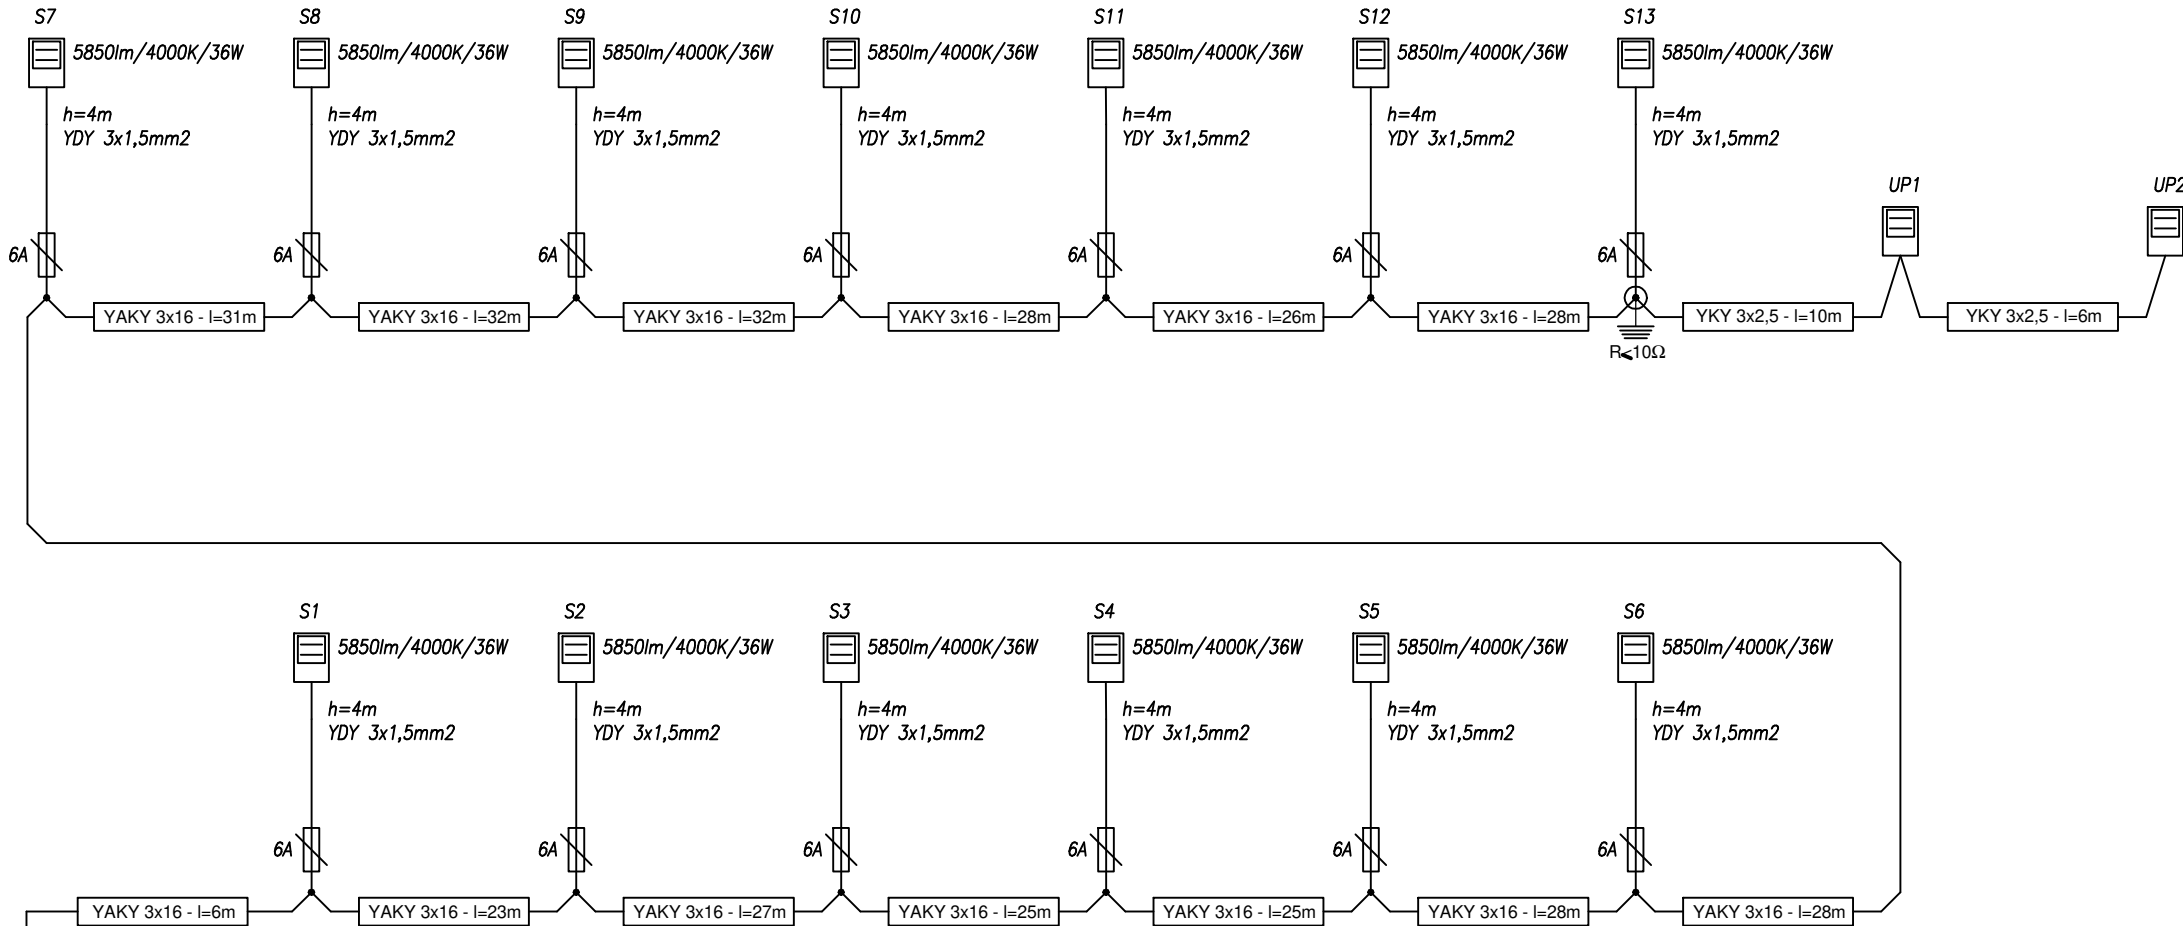 S7 S8 S9 S10 S11 S12 S13
5850lm/4000K/36W 5850lm/4000K/36W 5850lm/4000K/36W 5850lm/4000K/36W 5850lm/4000K/36W 5850lm/4000K/36W 5850lm/4000K/36W
h=4m h=4m h=4m h=4m h=4m h=4m h=4m
YDY 3x1,5mm2 YDY 3x1,5mm2 YDY 3x1,5mm2 YDY 3x1,5mm2 YDY 3x1,5mm2 YDY 3x1,5mm2 YDY 3x1,5mm2
UP1 UP2
6A 6A 6A 6A 6A 6A 6A
YAKY 3x16 - l=31m YAKY 3x16 - l=32m YAKY 3x16 - l=32m YAKY 3x16 - l=28m YAKY 3x16 - l=26m YAKY 3x16 - l=28m YKY 3x2,5 - l=10m YKY 3x2,5 - l=6m
R⩽10Ω
S1 S2 S3 S4 S5 S6
5850lm/4000K/36W 5850lm/4000K/36W 5850lm/4000K/36W 5850lm/4000K/36W 5850lm/4000K/36W 5850lm/4000K/36W
h=4m h=4m h=4m h=4m h=4m h=4m
YDY 3x1,5mm2 YDY 3x1,5mm2 YDY 3x1,5mm2 YDY 3x1,5mm2 YDY 3x1,5mm2 YDY 3x1,5mm2
6A 6A 6A 6A 6A 6A
YAKY 3x16 - l=6m YAKY 3x16 - l=23m YAKY 3x16 - l=27m YAKY 3x16 - l=25m YAKY 3x16 - l=25m YAKY 3x16 - l=28m YAKY 3x16 - l=28m